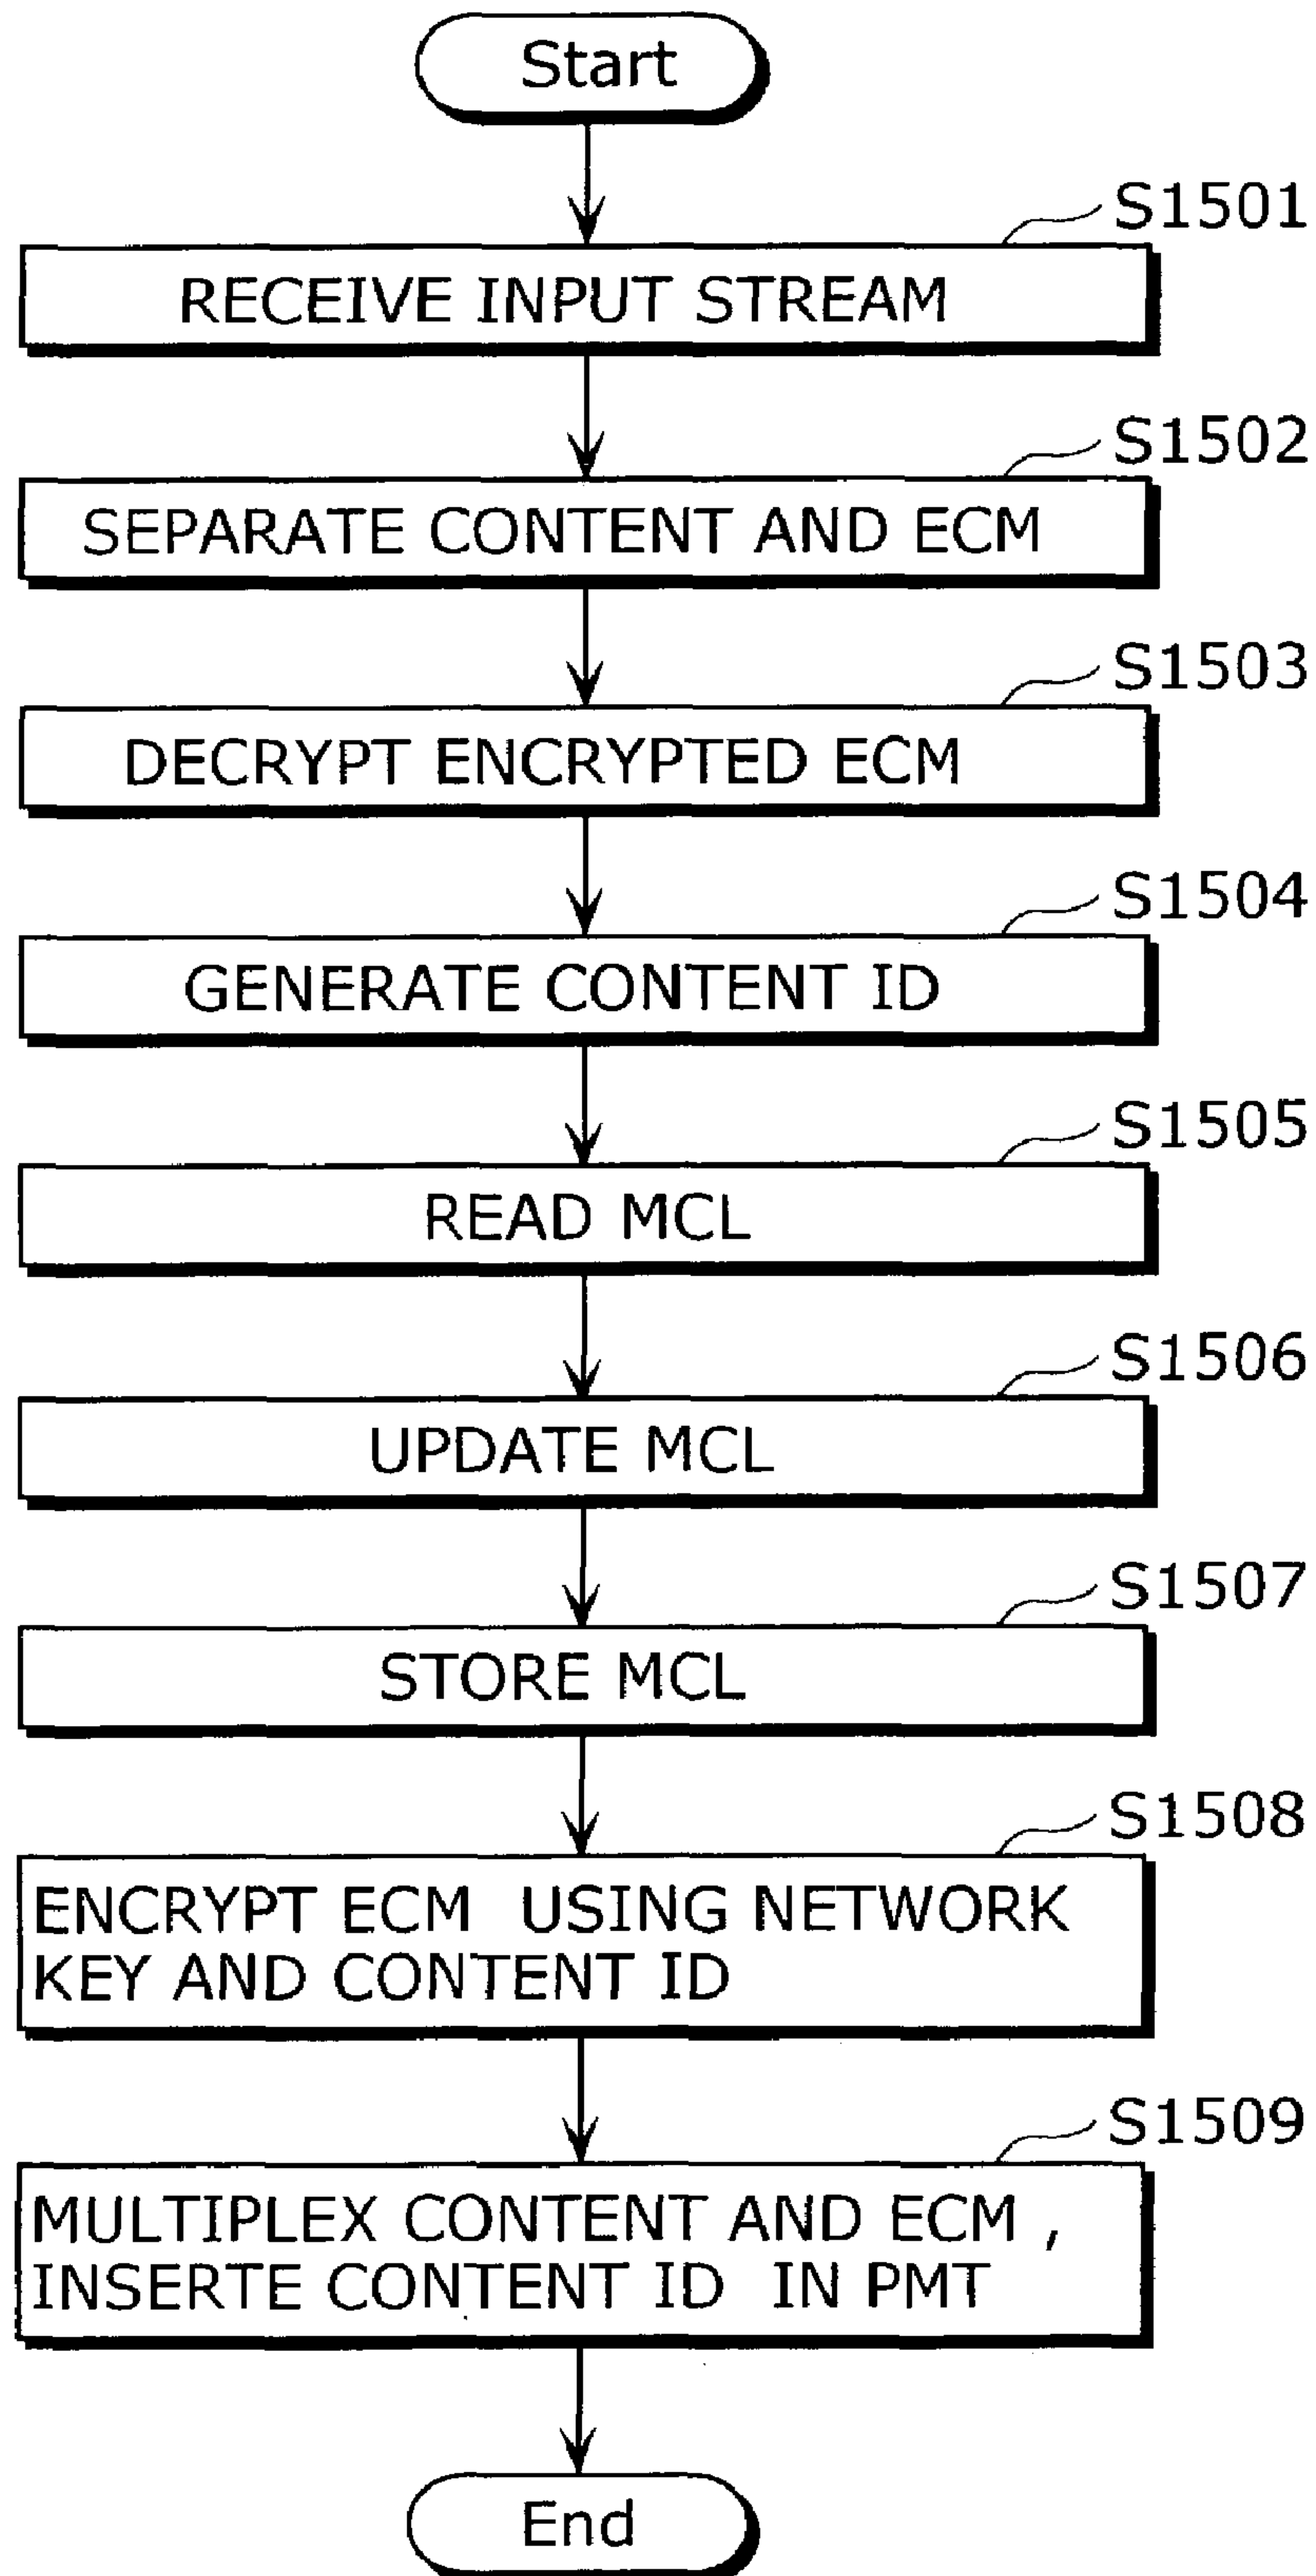 Start
S1501
RECEIVE INPUT STREAM
S1502
SEPARATE CONTENT AND ECM
S1503
DECRYPT ENCRYPTED ECM
S1504
GENERATE CONTENT ID
S1505
READ MCL
S1506
UPDATE MCL
S1507
STORE MCL
S1508
ENCRYPT ECM USING NETWORK
KEY AND CONTENT ID
S1509
MULTIPLEX CONTENT AND ECM ,
INSERTE CONTENT ID IN PMT
End